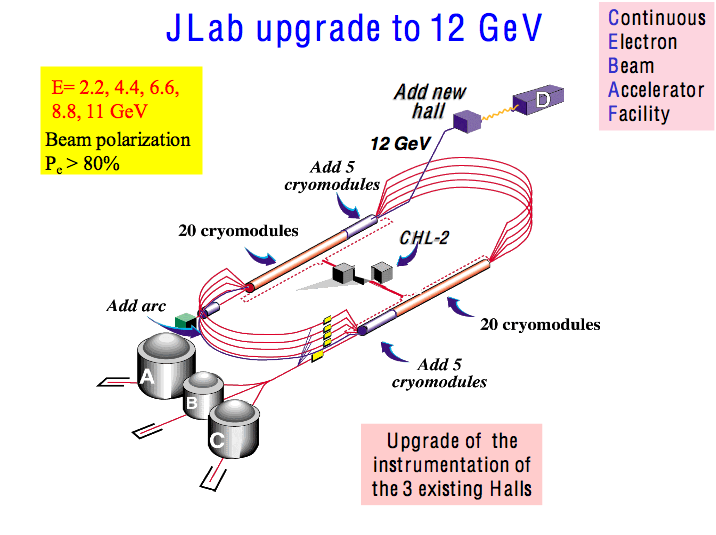 JLab upgrade to 12 GeV
Continuous
Electron
Beam
Accelerator
Facility
E= 2.2, 4.4, 6.6,
8.8, 11 GeV
Beam polarization
Pe > 80%
Add new
hall
D
12 GeV
Add 5
cryomodules
20 cryomodules
CHL-2
Add arc
20 cryomodules
Add 5
cryomodules
A
B
C
Upgrade of the
instrumentation of
the 3 existing Halls